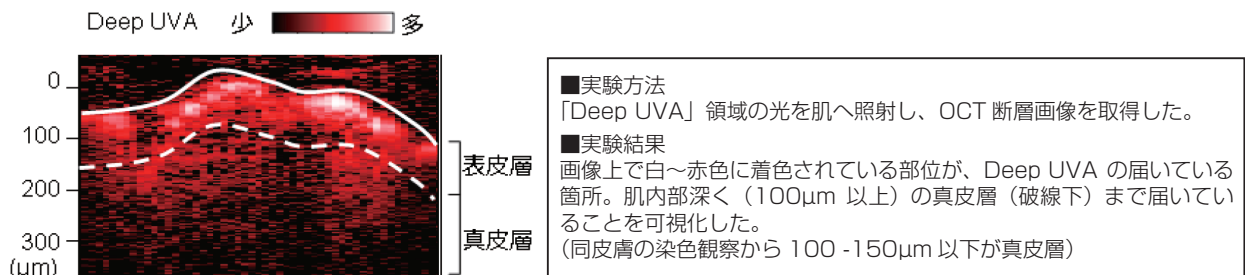 Deep UVA 少 多
0
100
200
300
(μm)
表皮層
真皮層
■実験方法
「Deep UVA」領域の光を肌へ照射し、OCT 断層画像を取得した。
■実験結果
画像上で白～赤色に着色されている部位が、Deep UVA の届いている
箇所。肌内部深く（100μm 以上）の真皮層（破線下）まで届いてい
ることを可視化した。
（同皮膚の染色観察から 100 -150μm 以下が真皮層）